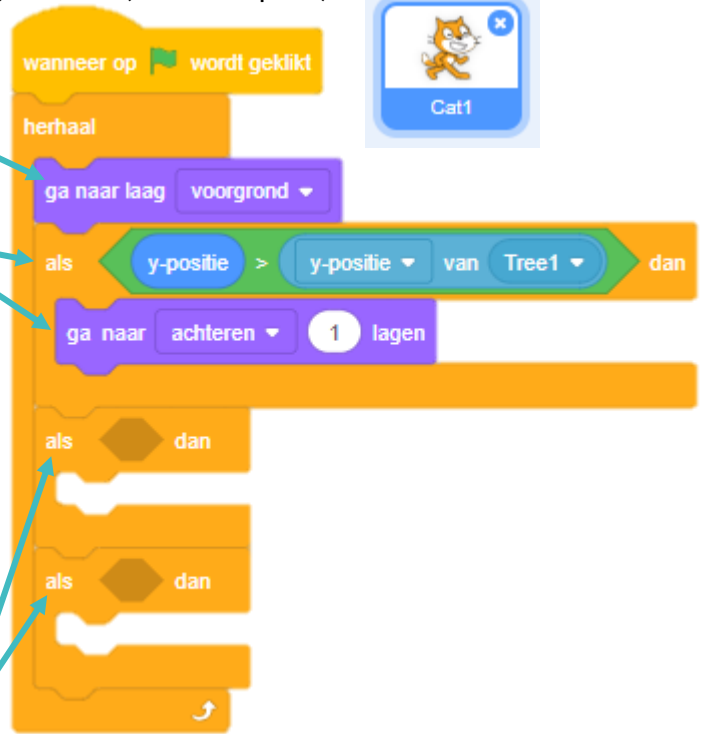 wanneer op wordt geklikt
Cat1
herhaal
ga naar laag voorgrond
als y-positie > y-positie van Tree1 dan
ga naar achteren 1 lagen
als dan
als dan